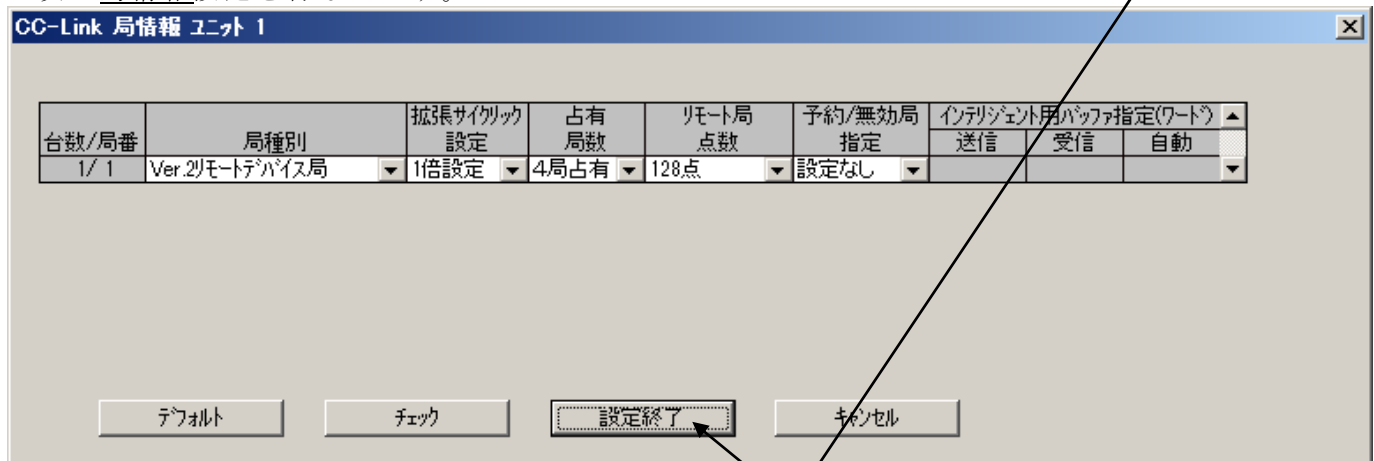 CC-Link 局情報 ユニット 1
台数/局番 局種別 拡張サイクリック設定 占有局数 リモート局点数 予約/無効局指定 インテリジェント用バッファ指定(ワード) 送信 受信 自動
1/ 1 Ver.2リモートデバイス局 1倍設定 4局占有 128点 設定なし
デフォルト チェック 設定終了 キャンセル